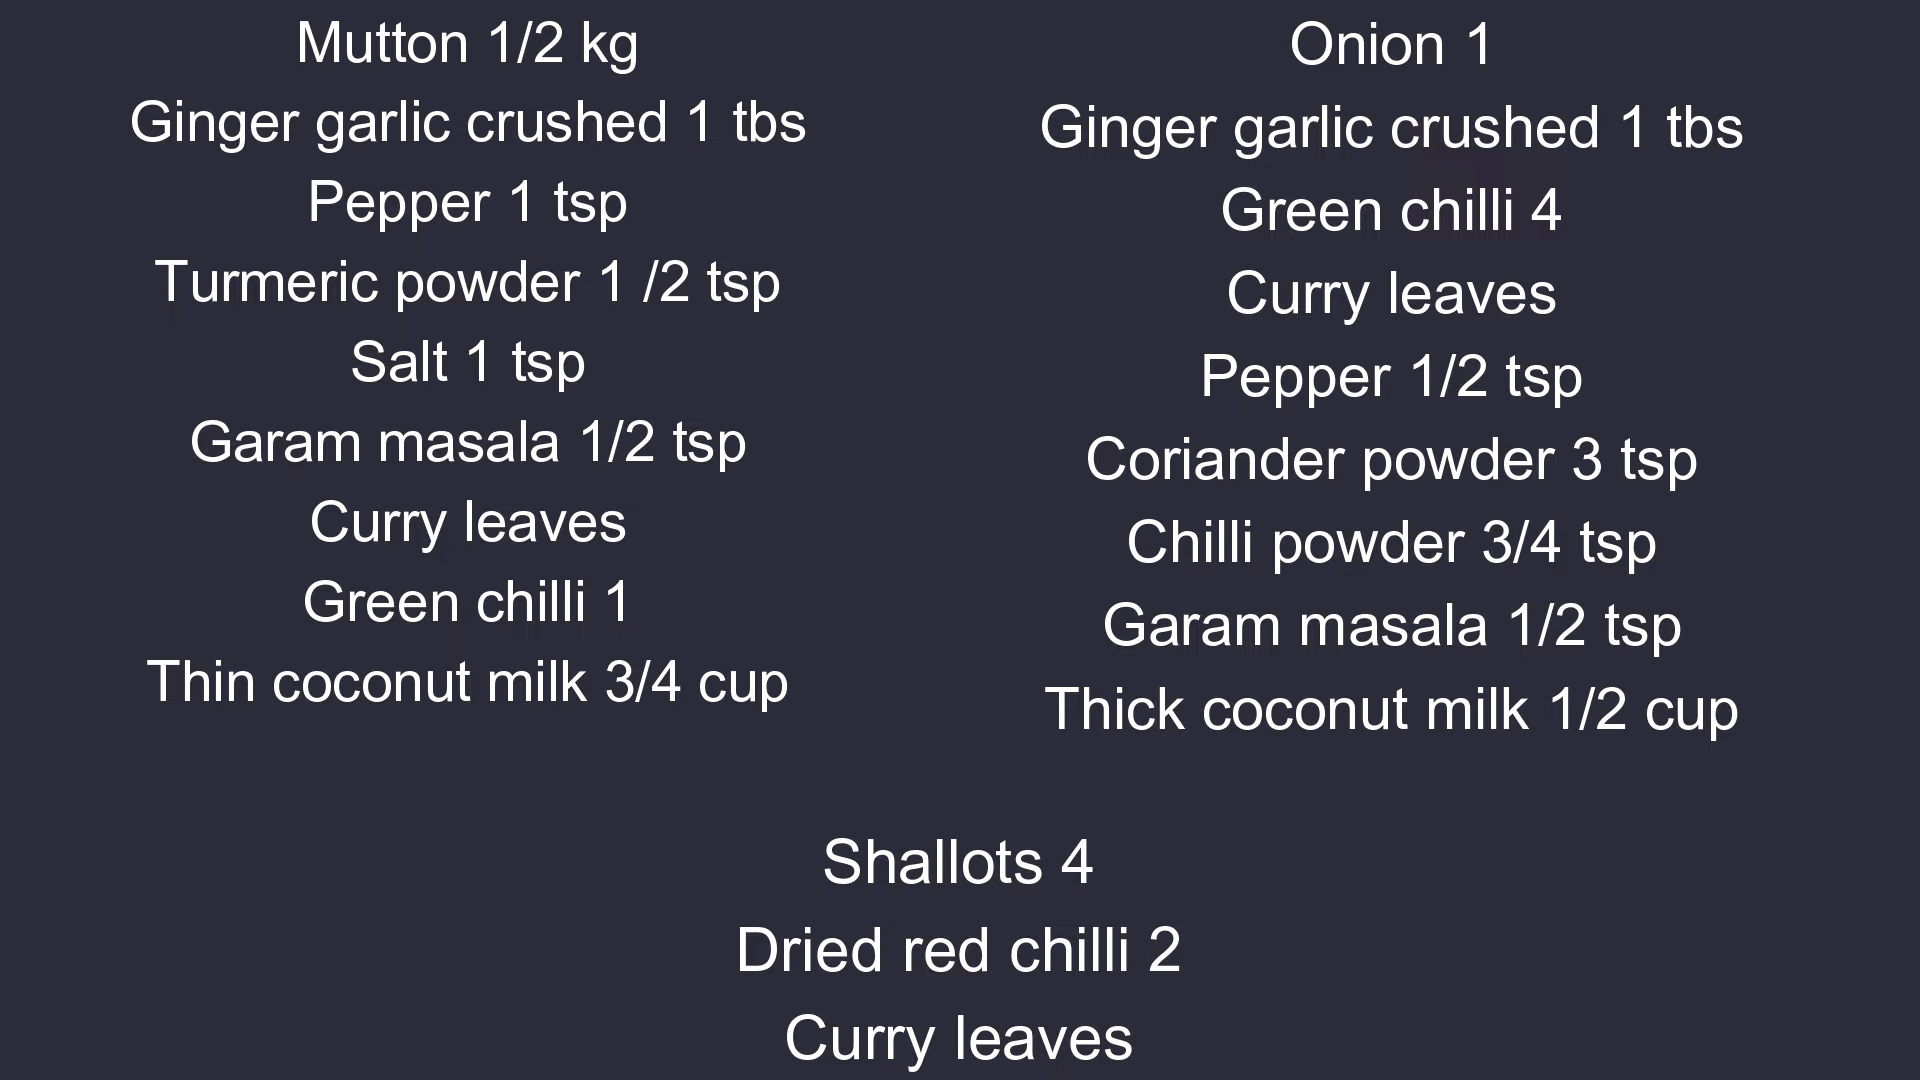 Mutton 1/2 kg
Ginger garlic crushed 1 tbs
Pepper 1 tsp
Turmeric powder 1 /2 tsp
Salt 1 tsp
Garam masala 1/2 tsp
Curry leaves
Green chilli 1
Thin coconut milk 3/4 cup
Onion 1
Ginger garlic crushed 1 tbs
Green chilli 4
Curry leaves
Pepper 1/2 tsp
Coriander powder 3 tsp
Chilli powder 3/4 tsp
Garam masala 1/2 tsp
Thick coconut milk 1/2 cup
Shallots 4
Dried red chilli 2
Curry leaves